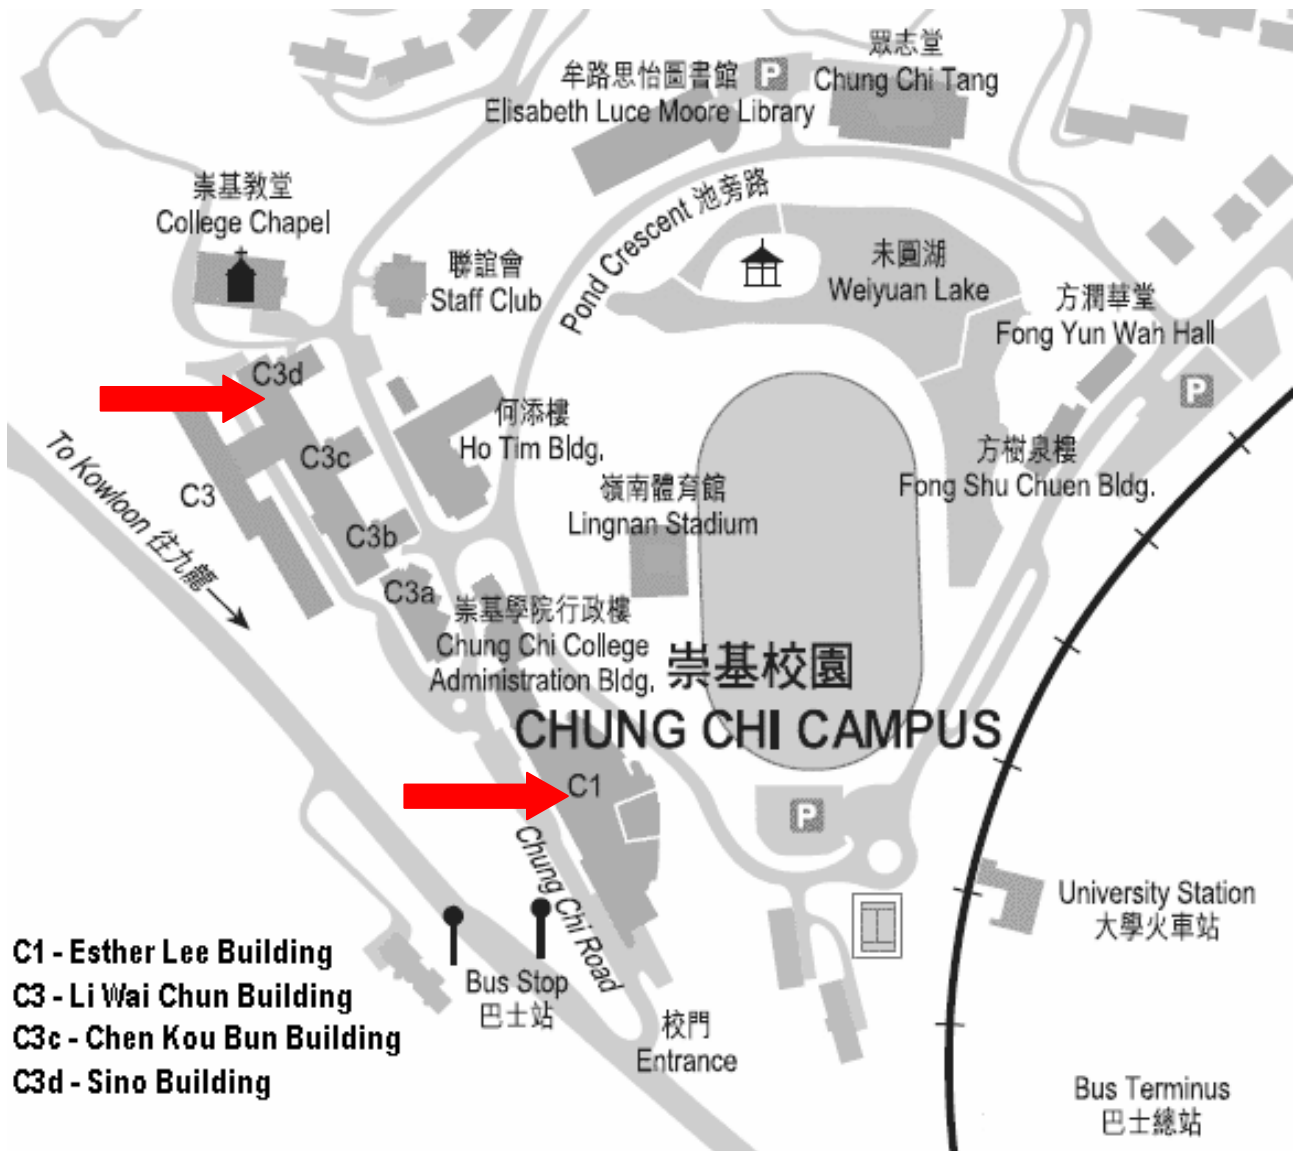 眾志堂
Chung Chi Tang
牟路思怡圖書館
P
Elisabeth Luce Moore Library
崇基教堂
College Chapel
Pond Crescent 池旁路
聯誼會
Staff Club
未圓湖
Weiyuan Lake
方潤華堂
Fong Yun Wah Hall
P
C3d
何添樓
Ho Tim Bldg.
方樹泉樓
Fong Shu Chuen Bldg.
To Kowloon 往九龍
C3c
C3
嶺南體育館
Lingnan Stadium
C3b
C3a
崇基學院行政樓
Chung Chi College
Administration Bldg.
崇基校園
CHUNG CHI CAMPUS
C1
P
Chung Chi Road
University Station
大學火車站
Bus Stop
巴士站
校門
Entrance
Bus Terminus
巴士總站
C1 - Esther Lee Building
C3 - Li Wai Chun Building
C3c - Chen Kou Bun Building
C3d - Sino Building